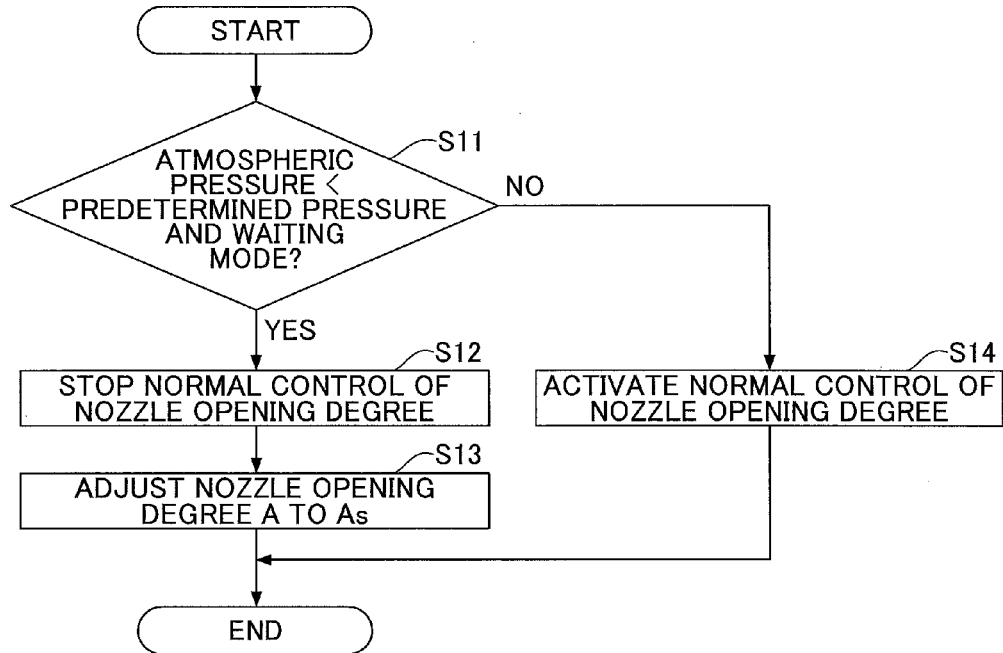 START
S11
ATMOSPHERIC
PRESSURE <
PREDETERMINED PRESSURE
AND WAITING
MODE?
NO
YES
S12
STOP NORMAL CONTROL OF
NOZZLE OPENING DEGREE
S14
ACTIVATE NORMAL CONTROL OF
NOZZLE OPENING DEGREE
S13
ADJUST NOZZLE OPENING
DEGREE A TO As
END